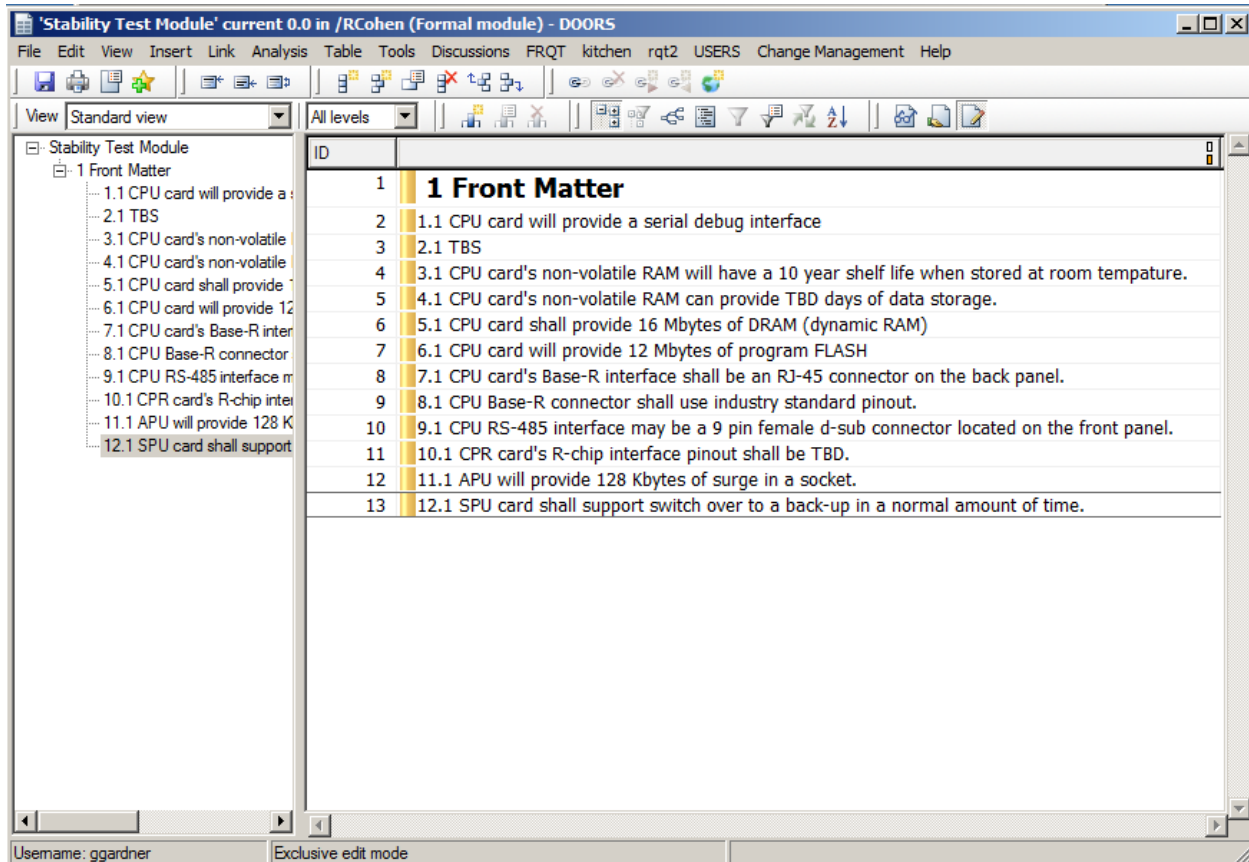 'Stability Test Module' current 0.0 in /RCohen (Formal module) - DOORS
File Edit View Insert Link Analysis Table Tools Discussions FRQT kitchen rqt2 USERS Change Management Help
View Standard view All levels
Stability Test Module
1 Front Matter
1.1 CPU card will provide a
2.1 TBS
3.1 CPU card's non-volatile
4.1 CPU card's non-volatile
5.1 CPU card shall provide
6.1 CPU card will provide 12
7.1 CPU card's Base-R inter
8.1 CPU Base-R connector
9.1 CPU RS-485 interface m
10.1 CPR card's R-chip inter
11.1 APU will provide 128 K
12.1 SPU card shall support
ID
1 1 Front Matter
2 1.1 CPU card will provide a serial debug interface
3 2.1 TBS
4 3.1 CPU card's non-volatile RAM will have a 10 year shelf life when stored at room tempature.
5 4.1 CPU card's non-volatile RAM can provide TBD days of data storage.
6 5.1 CPU card shall provide 16 Mbytes of DRAM (dynamic RAM)
7 6.1 CPU card will provide 12 Mbytes of program FLASH
8 7.1 CPU card's Base-R interface shall be an RJ-45 connector on the back panel.
9 8.1 CPU Base-R connector shall use industry standard pinout.
10 9.1 CPU RS-485 interface may be a 9 pin female d-sub connector located on the front panel.
11 10.1 CPR card's R-chip interface pinout shall be TBD.
12 11.1 APU will provide 128 Kbytes of surge in a socket.
13 12.1 SPU card shall support switch over to a back-up in a normal amount of time.
Username: ggardner Exclusive edit mode